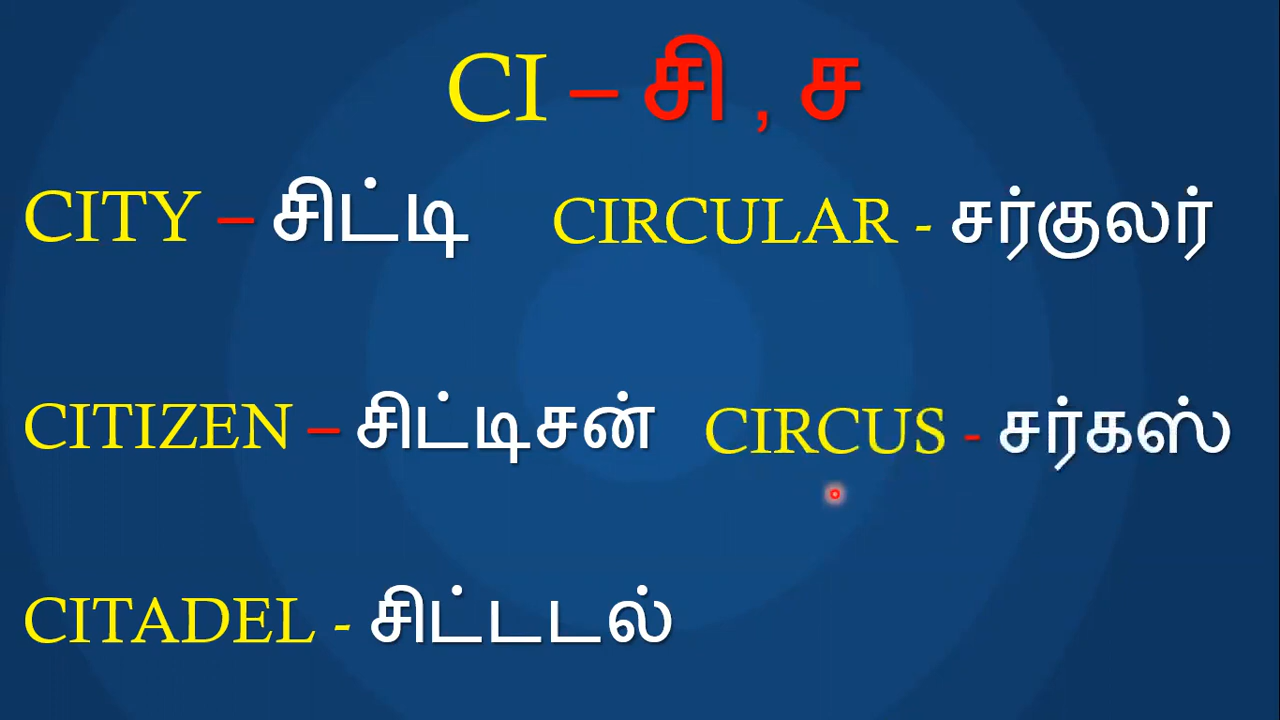 CI – சி , ச
CITY – சிட்டி CIRCULAR - சர்குலர்
CITIZEN – சிட்டிசன் CIRCUS - சர்கஸ்
CITADEL - சிட்டடல்